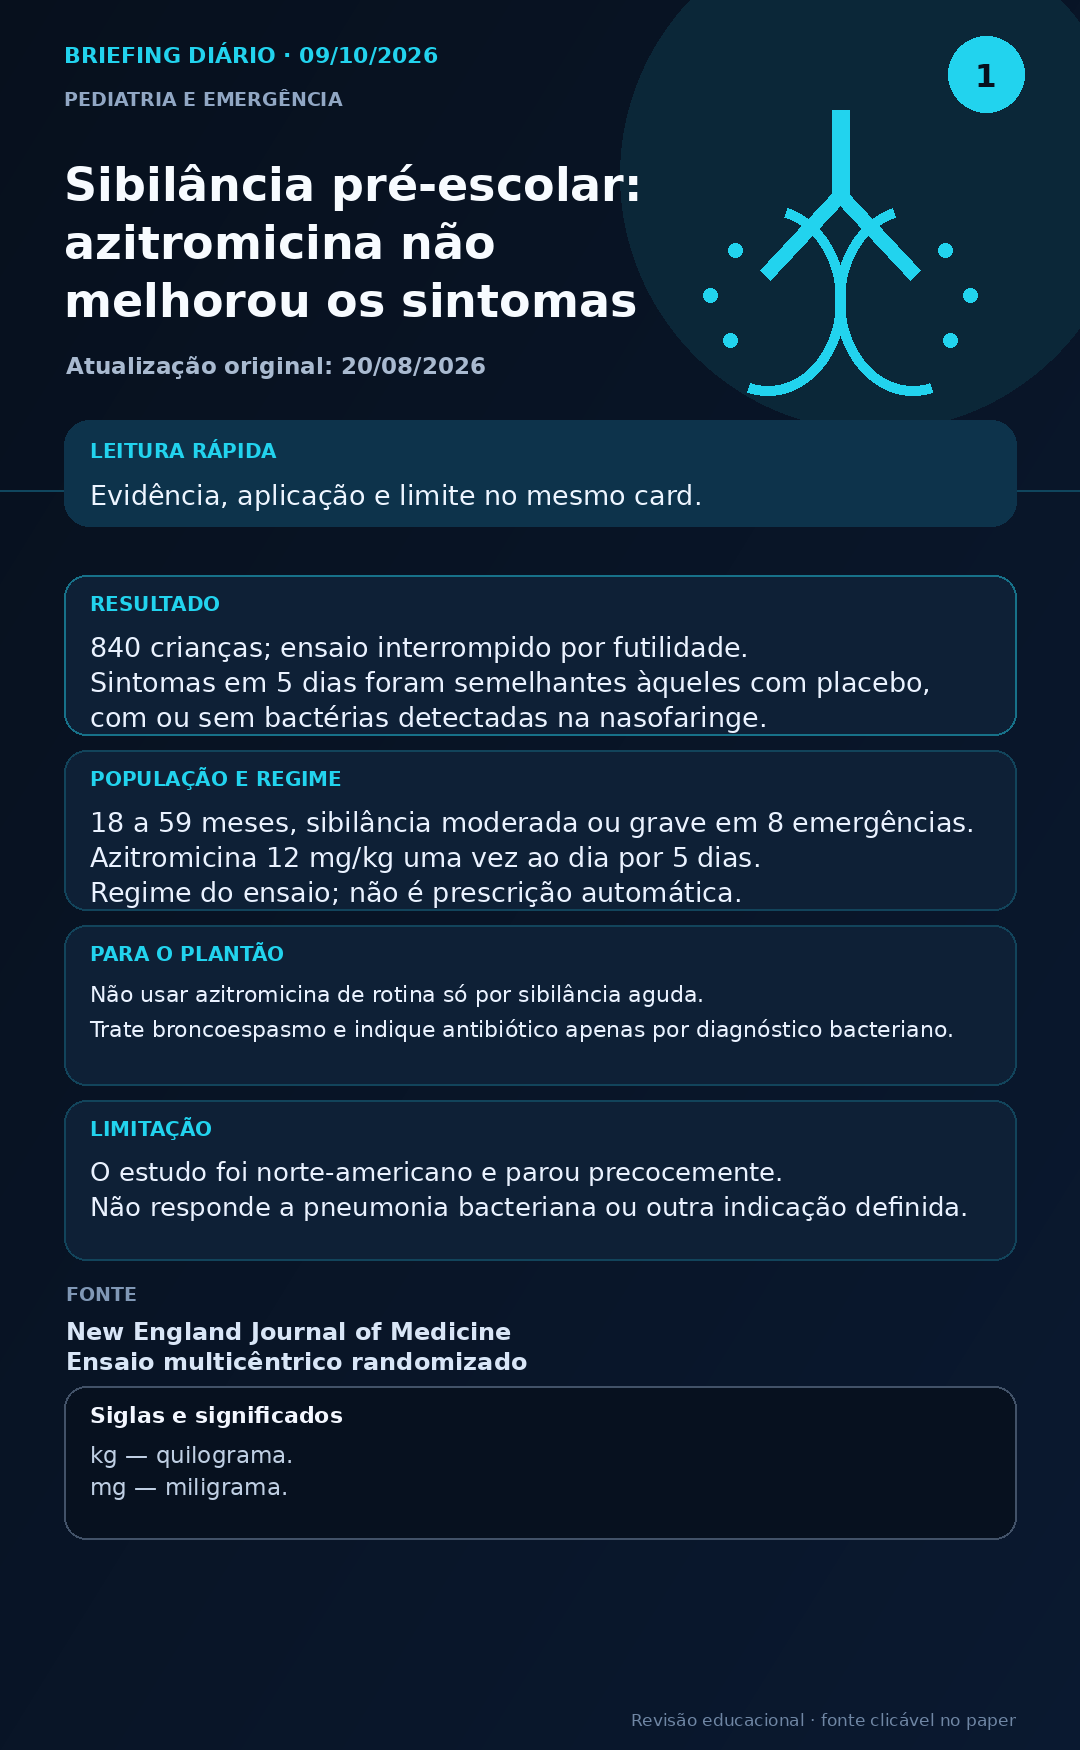 BRIEFING DIÁRIO · 09/10/2026
1
PEDIATRIA E EMERGÊNCIA
Sibilância pré-escolar:
azitromicina não
melhorou os sintomas
Atualização original: 20/08/2026
LEITURA RÁPIDA
Evidência, aplicação e limite no mesmo card.
RESULTADO
840 crianças; ensaio interrompido por futilidade.
Sintomas em 5 dias foram semelhantes àqueles com placebo,
com ou sem bactérias detectadas na nasofaringe.
POPULAÇÃO E REGIME
18 a 59 meses, sibilância moderada ou grave em 8 emergências.
Azitromicina 12 mg/kg uma vez ao dia por 5 dias.
Regime do ensaio; não é prescrição automática.
PARA O PLANTÃO
Não usar azitromicina de rotina só por sibilância aguda.
Trate broncoespasmo e indique antibiótico apenas por diagnóstico bacteriano.
LIMITAÇÃO
O estudo foi norte-americano e parou precocemente.
Não responde a pneumonia bacteriana ou outra indicação definida.
FONTE
New England Journal of Medicine
Ensaio multicêntrico randomizado
Siglas e significados
kg — quilograma.
mg — miligrama.
Revisão educacional · fonte clicável no paper